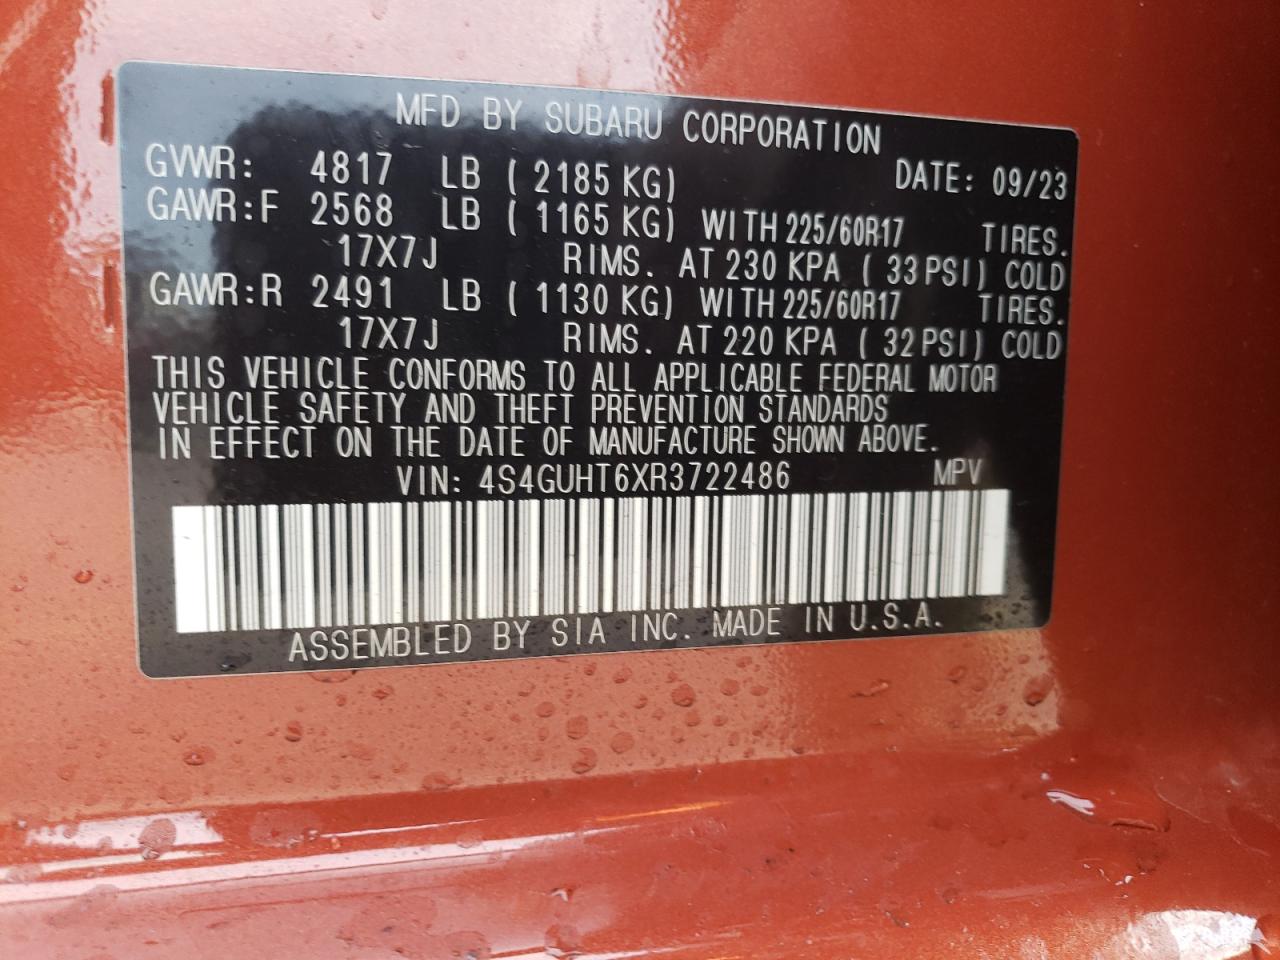 MFD BY SUBARU CORPORATION
GVWR: 4817 LB ( 2185 KG) DATE: 09/23
GAWR:F 2568 LB ( 1165 KG) WITH 225/60R17 TIRES.
17X7J RIMS. AT 230 KPA ( 33 PSI) COLD
GAWR:R 2491 LB ( 1130 KG) WITH 225/60R17 TIRES.
17X7J RIMS. AT 220 KPA ( 32 PSI) COLD
THIS VEHICLE CONFORMS TO ALL APPLICABLE FEDERAL MOTOR
VEHICLE SAFETY AND THEFT PREVENTION STANDARDS
IN EFFECT ON THE DATE OF MANUFACTURE SHOWN ABOVE.
VIN: 4S4GUHT6XR3722486 MPV
ASSEMBLED BY SIA INC. MADE IN U.S.A.